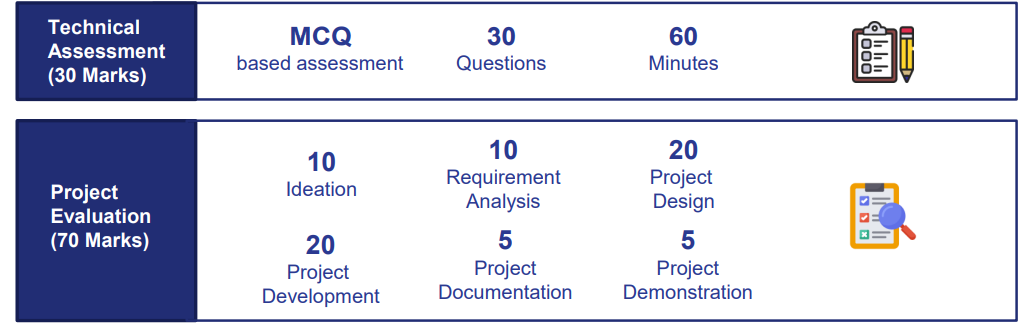 Technical
Assessment
(30 Marks)
MCQ
based assessment
30
Questions
60
Minutes
Project
Evaluation
(70 Marks)
10
Ideation
10
Requirement
Analysis
20
Project
Design
20
Project
Development
5
Project
Documentation
5
Project
Demonstration